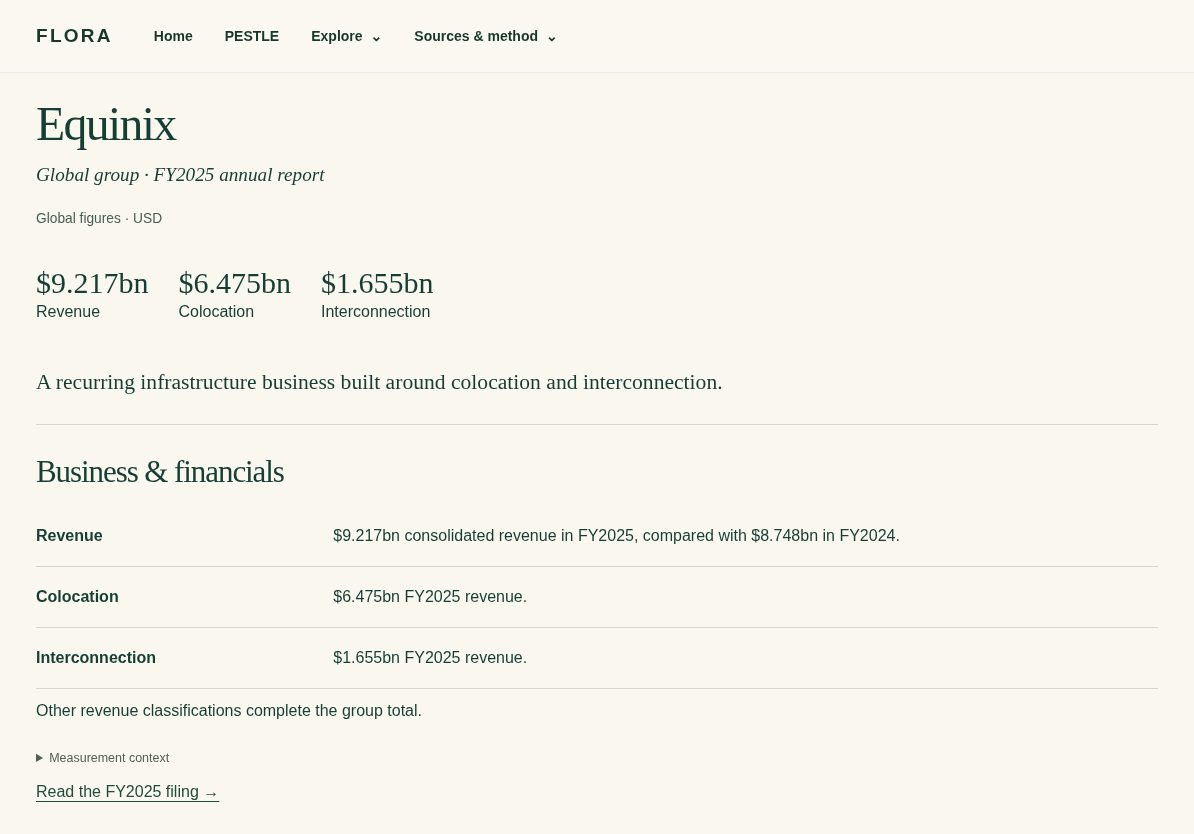 FLORA Home PESTLE Explore Sources & method
Equinix
Global group · FY2025 annual report
Global figures · USD
$9.217bn $6.475bn $1.655bn
Revenue Colocation Interconnection
A recurring infrastructure business built around colocation and interconnection.
Business & financials
Revenue $9.217bn consolidated revenue in FY2025, compared with $8.748bn in FY2024.
Colocation $6.475bn FY2025 revenue.
Interconnection $1.655bn FY2025 revenue.
Other revenue classifications complete the group total.
Measurement context
Read the FY2025 filing →